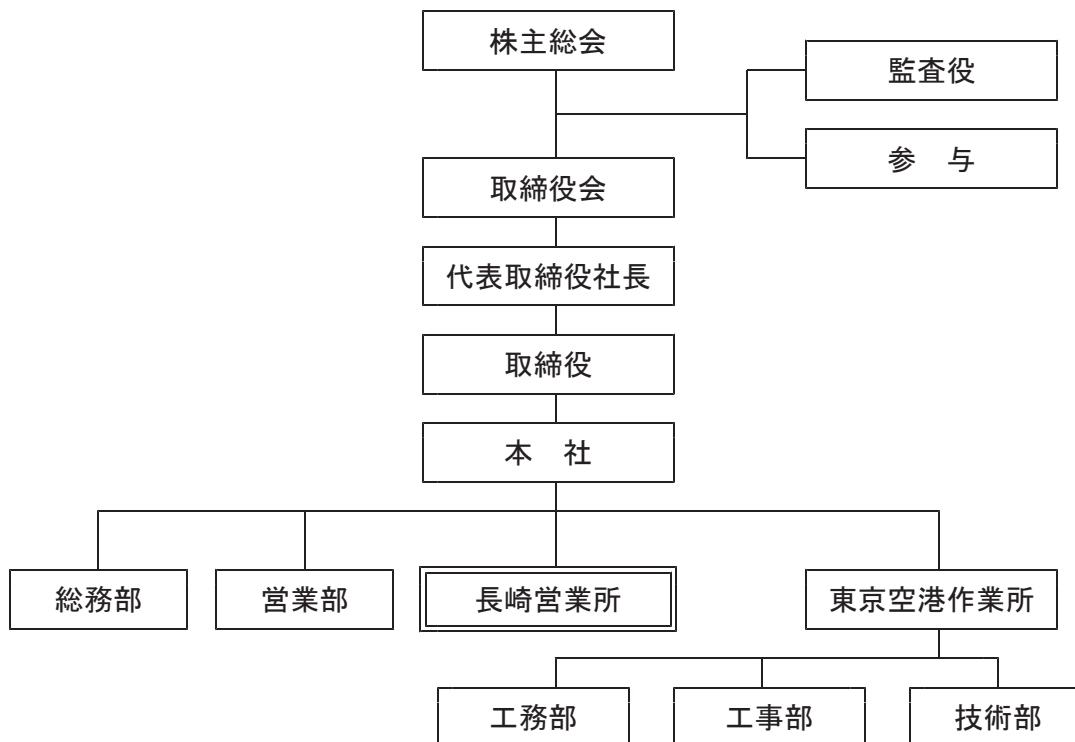 株主総会
監査役
参　与
取締役会
代表取締役社長
取締役
本　社
総務部
営業部
長崎営業所
東京空港作業所
工務部
工事部
技術部